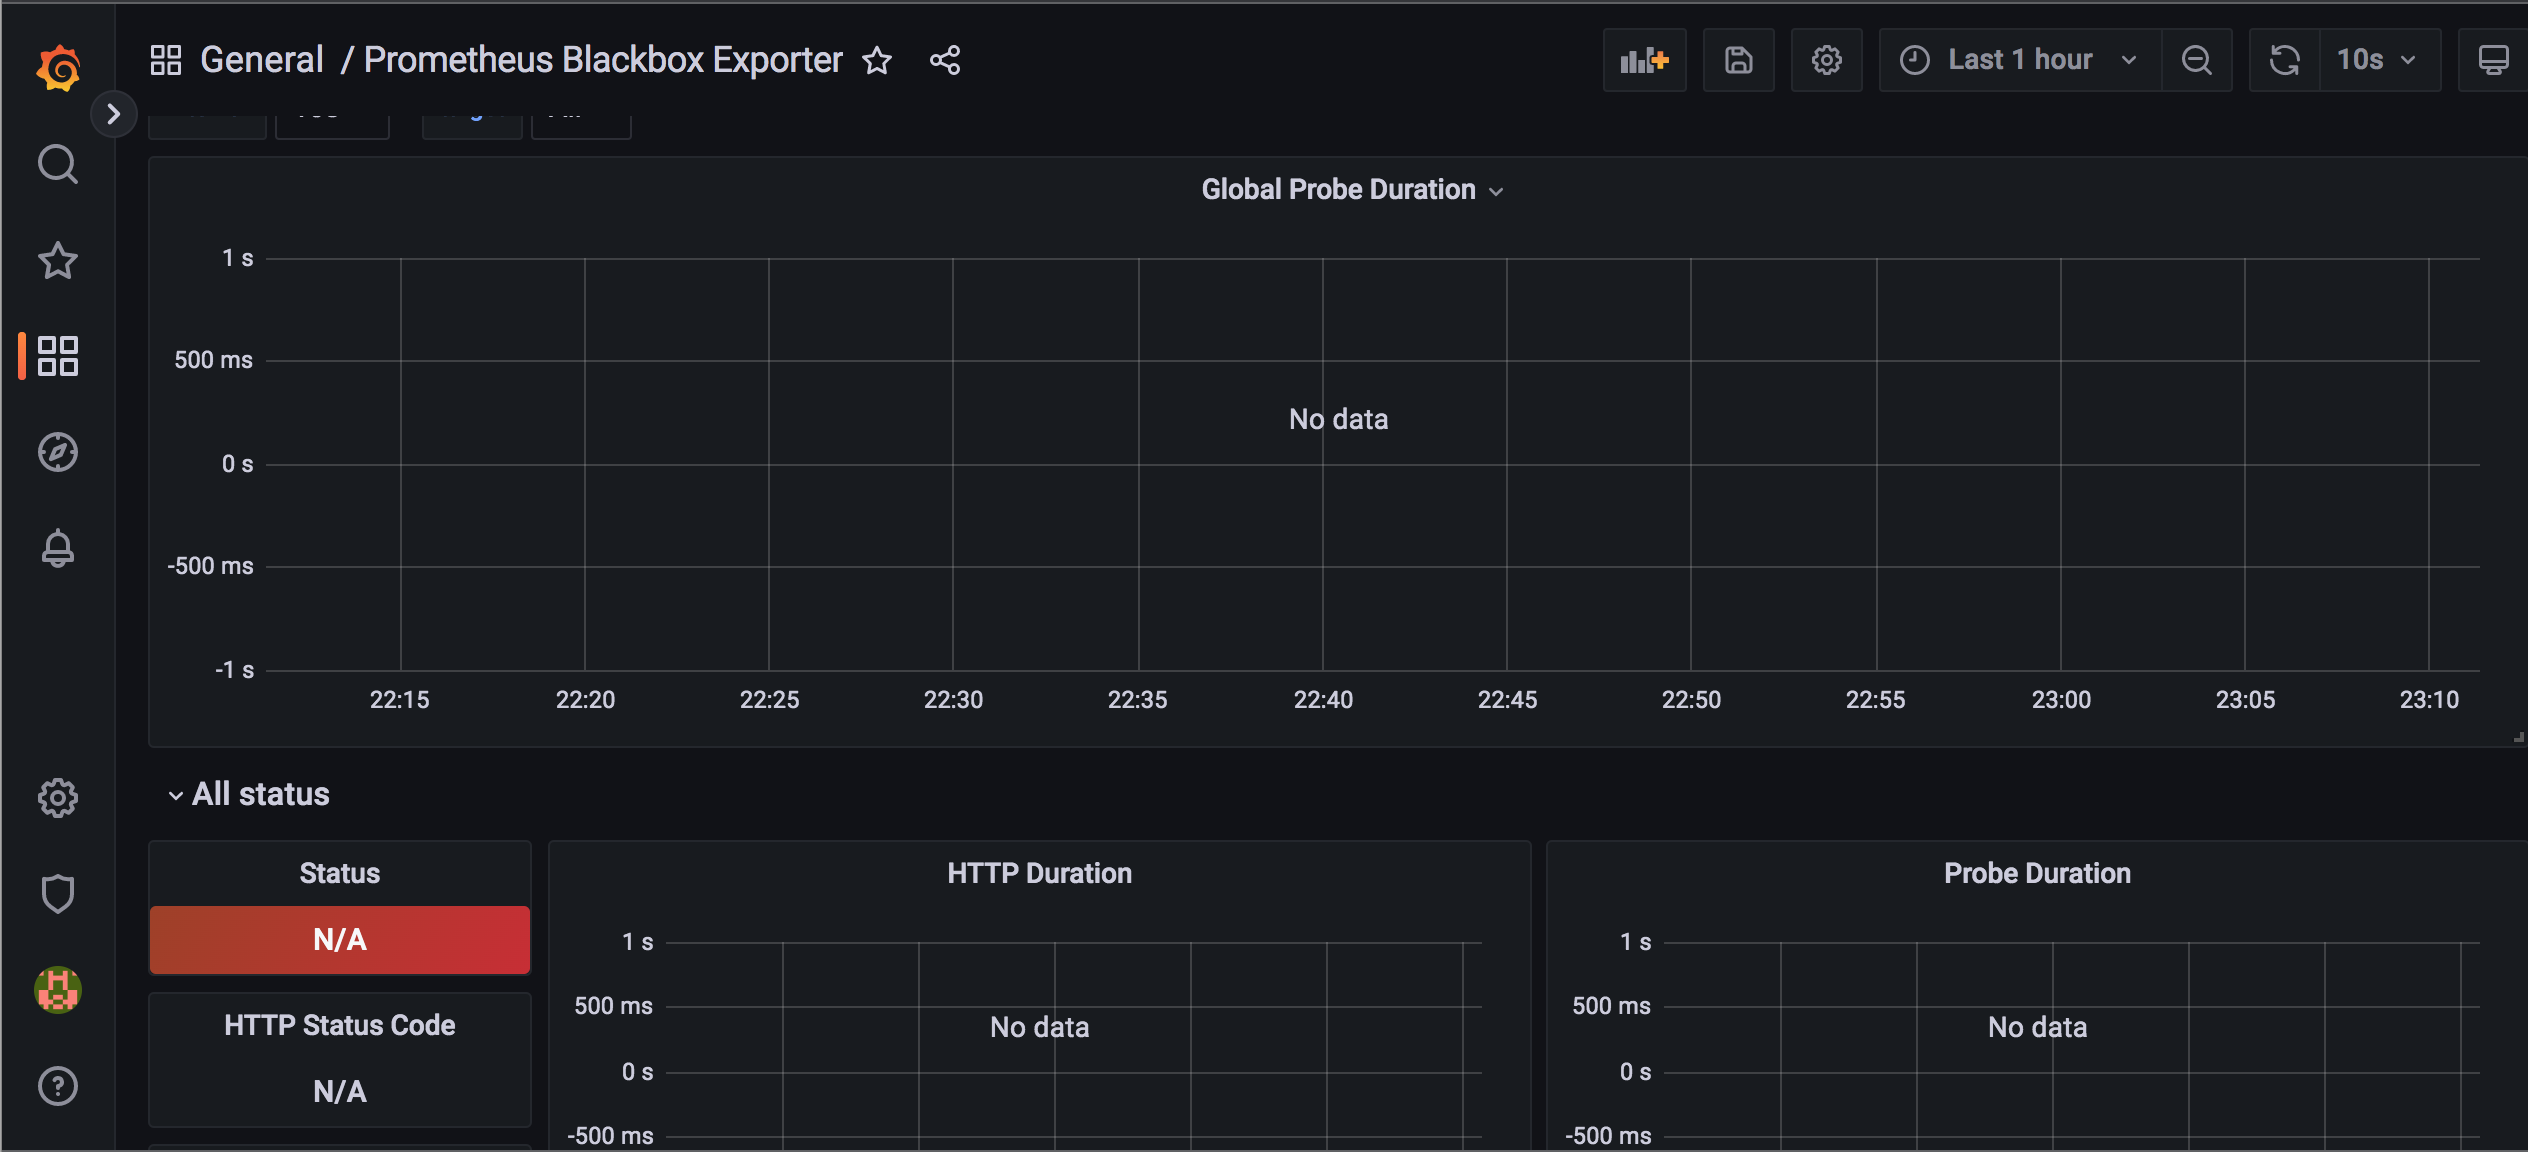 General / Prometheus Blackbox Exporter
Last 1 hour
10s
Global Probe Duration
1 s
500 ms
0 s
-500 ms
-1 s
No data
22:15 22:20 22:25 22:30 22:35 22:40 22:45 22:50 22:55 23:00 23:05 23:10
All status
Status
N/A
HTTP Status Code
N/A
HTTP Duration
1 s
500 ms
0 s
-500 ms
No data
Probe Duration
1 s
500 ms
0 s
-500 ms
No data